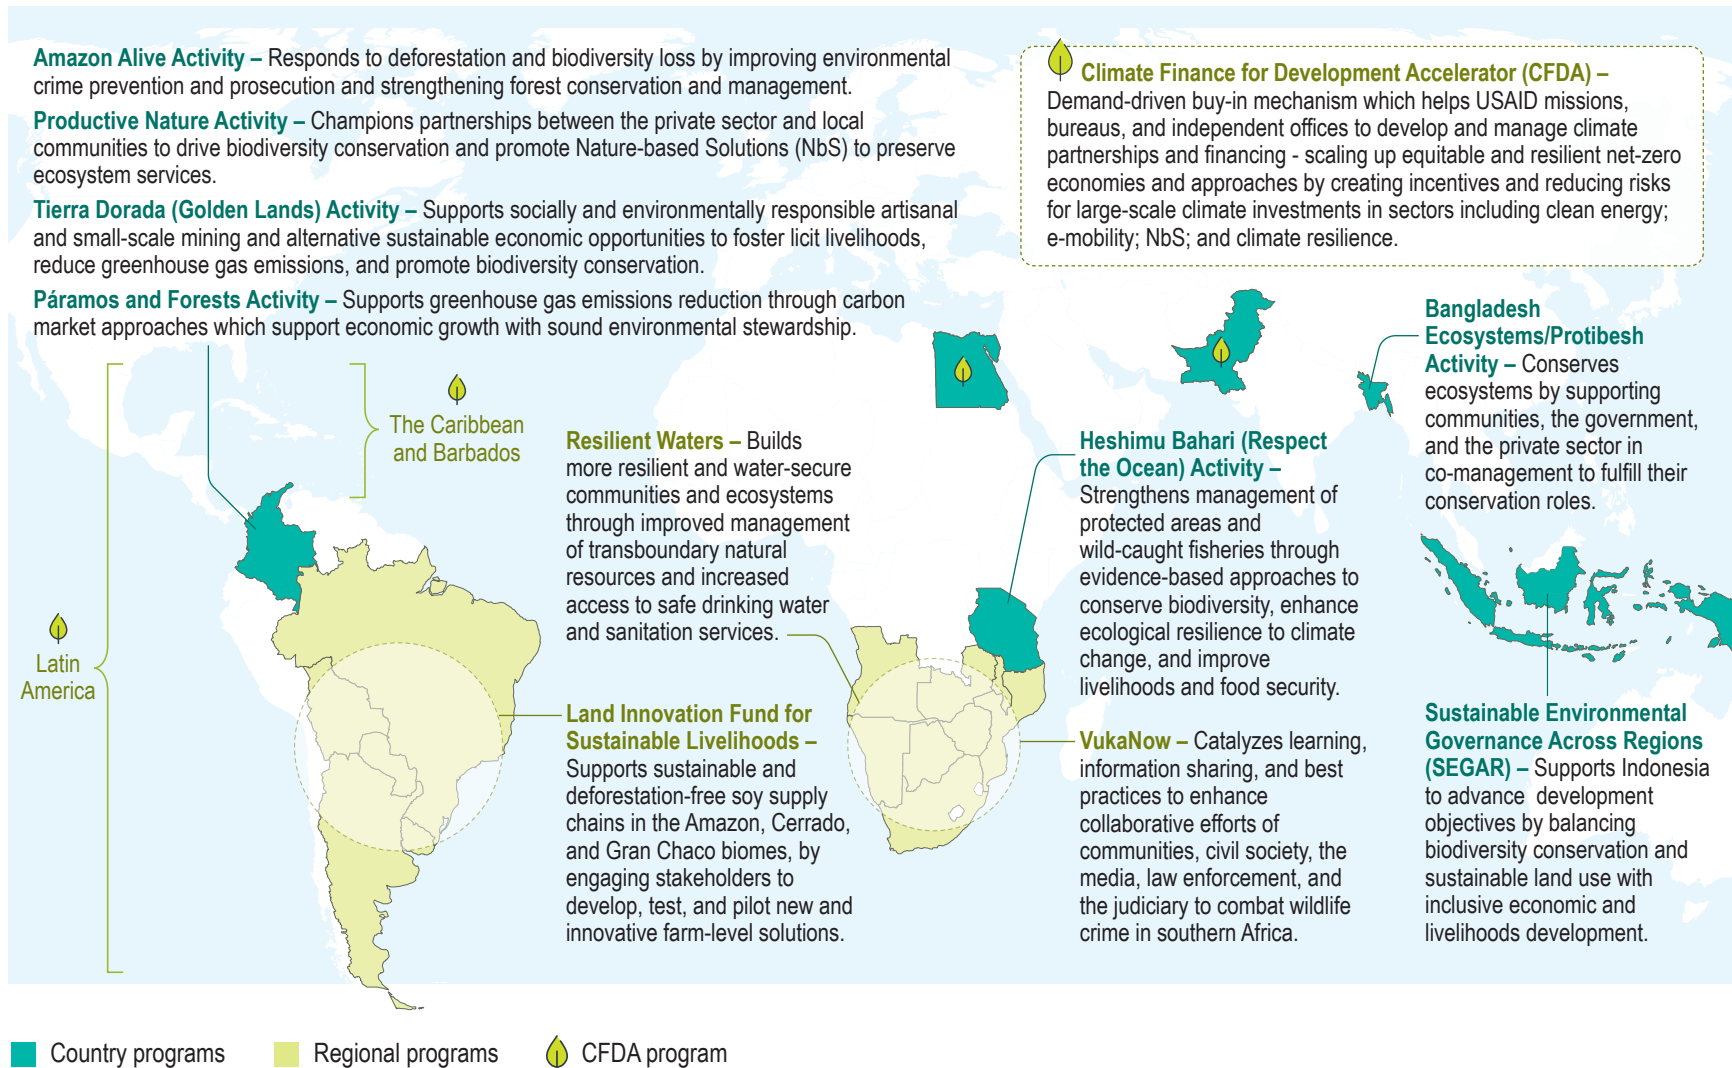 Amazon Alive Activity – Responds to deforestation and biodiversity loss by improving environmental
crime prevention and prosecution and strengthening forest conservation and management.
Productive Nature Activity – Champions partnerships between the private sector and local
communities to drive biodiversity conservation and promote Nature-based Solutions (NbS) to preserve
ecosystem services.
Tierra Dorada (Golden Lands) Activity – Supports socially and environmentally responsible artisanal
and small-scale mining and alternative sustainable economic opportunities to foster licit livelihoods,
reduce greenhouse gas emissions, and promote biodiversity conservation.
Páramos and Forests Activity – Supports greenhouse gas emissions reduction through carbon
market approaches which support economic growth with sound environmental stewardship.
Climate Finance for Development Accelerator (CFDA) –
Demand-driven buy-in mechanism which helps USAID missions,
bureaus, and independent offices to develop and manage climate
partnerships and financing - scaling up equitable and resilient net-zero
economies and approaches by creating incentives and reducing risks
for large-scale climate investments in sectors including clean energy;
e-mobility; NbS; and climate resilience.
The Caribbean
and Barbados
Latin
America
Resilient Waters – Builds
more resilient and water-secure
communities and ecosystems
through improved management
of transboundary natural
resources and increased
access to safe drinking water
and sanitation services.
Land Innovation Fund for
Sustainable Livelihoods –
Supports sustainable and
deforestation-free soy supply
chains in the Amazon, Cerrado,
and Gran Chaco biomes, by
engaging stakeholders to
develop, test, and pilot new and
innovative farm-level solutions.
Heshimu Bahari (Respect
the Ocean) Activity –
Strengthens management of
protected areas and
wild-caught fisheries through
evidence-based approaches to
conserve biodiversity, enhance
ecological resilience to climate
change, and improve
livelihoods and food security.
VukaNow – Catalyzes learning,
information sharing, and best
practices to enhance
collaborative efforts of
communities, civil society, the
media, law enforcement, and
the judiciary to combat wildlife
crime in southern Africa.
Bangladesh
Ecosystems/Protibesh
Activity – Conserves
ecosystems by supporting
communities, the government,
and the private sector in
co-management to fulfill their
conservation roles.
Sustainable Environmental
Governance Across Regions
(SEGAR) – Supports Indonesia
to advance development
objectives by balancing
biodiversity conservation and
sustainable land use with
inclusive economic and
livelihoods development.
Country programs
Regional programs
CFDA program